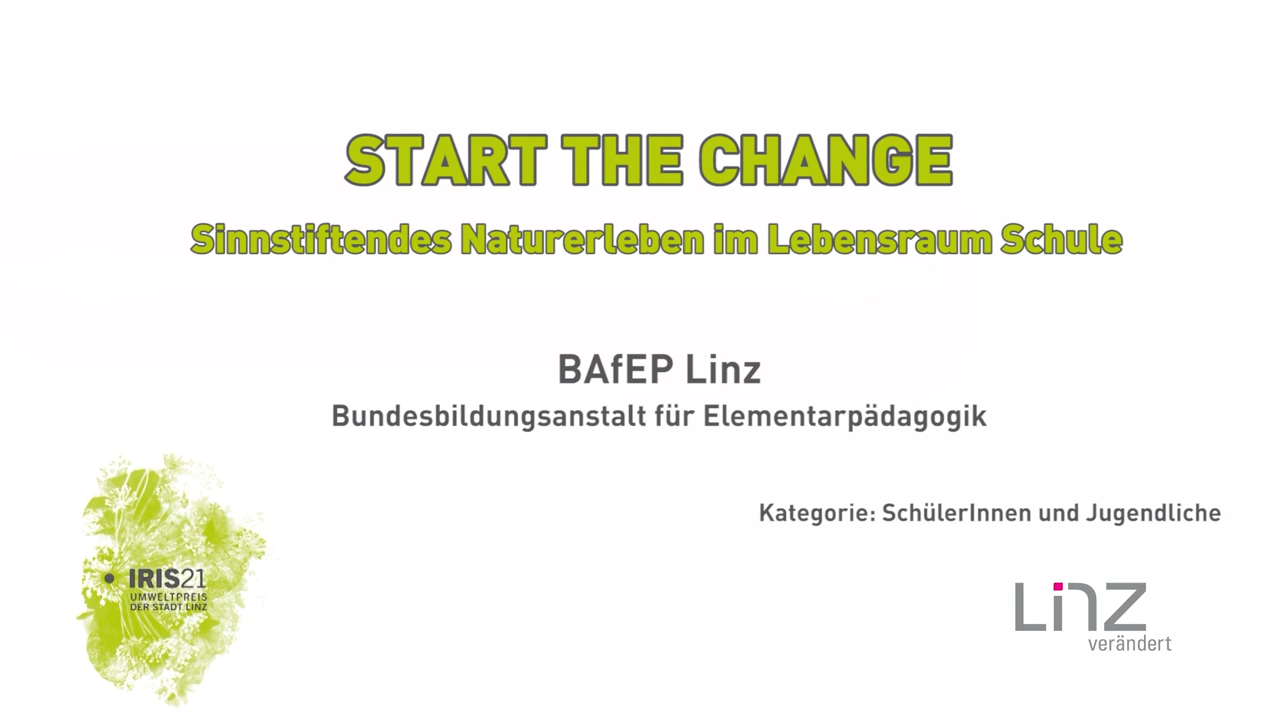 START THE CHANGE
Sinnstiftendes Naturerleben im Lebensraum Schule
BAfEP Linz
Bundesbildungsanstalt für Elementarpädagogik
Kategorie: SchülerInnen und Jugendliche
IRIS21
UMWELTPREIS
DER STADT LINZ
Linz
verändert